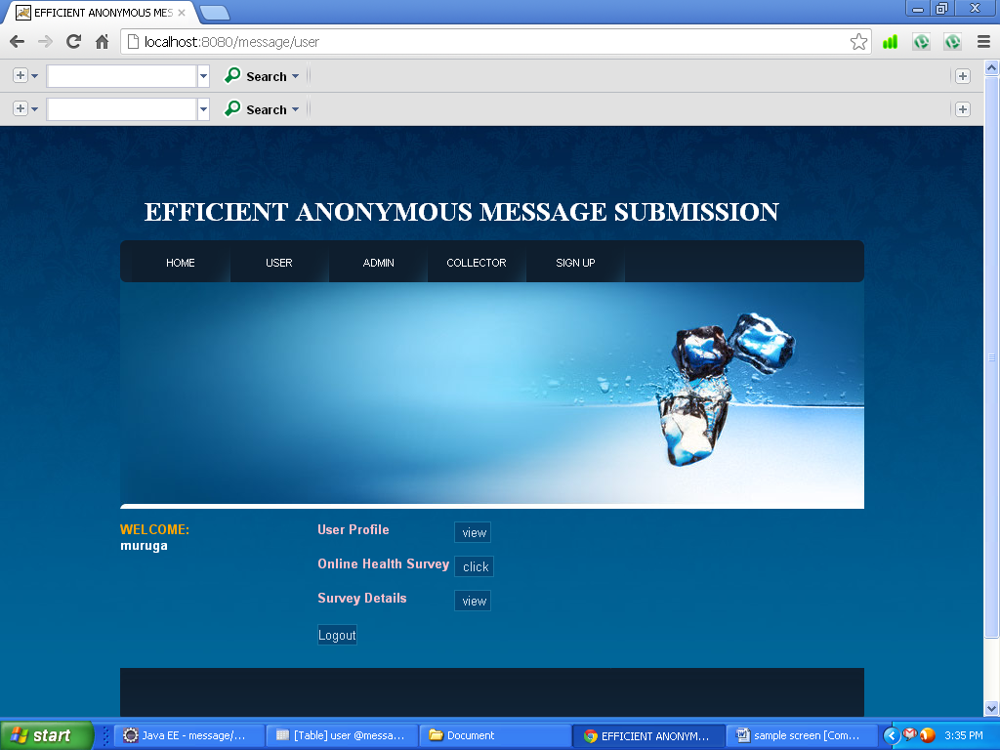 EFFICIENT ANONYMOUS MES
localhost:8080/message/user
Search
Search
EFFICIENT ANONYMOUS MESSAGE SUBMISSION
HOME USER ADMIN COLLECTOR SIGN UP
WELCOME:
muruga
User Profile view
Online Health Survey click
Survey Details view
Logout
start Java EE - message/... [Table] user @messa... Document EFFICIENT ANONYM... sample screen [Com... 3:35 PM